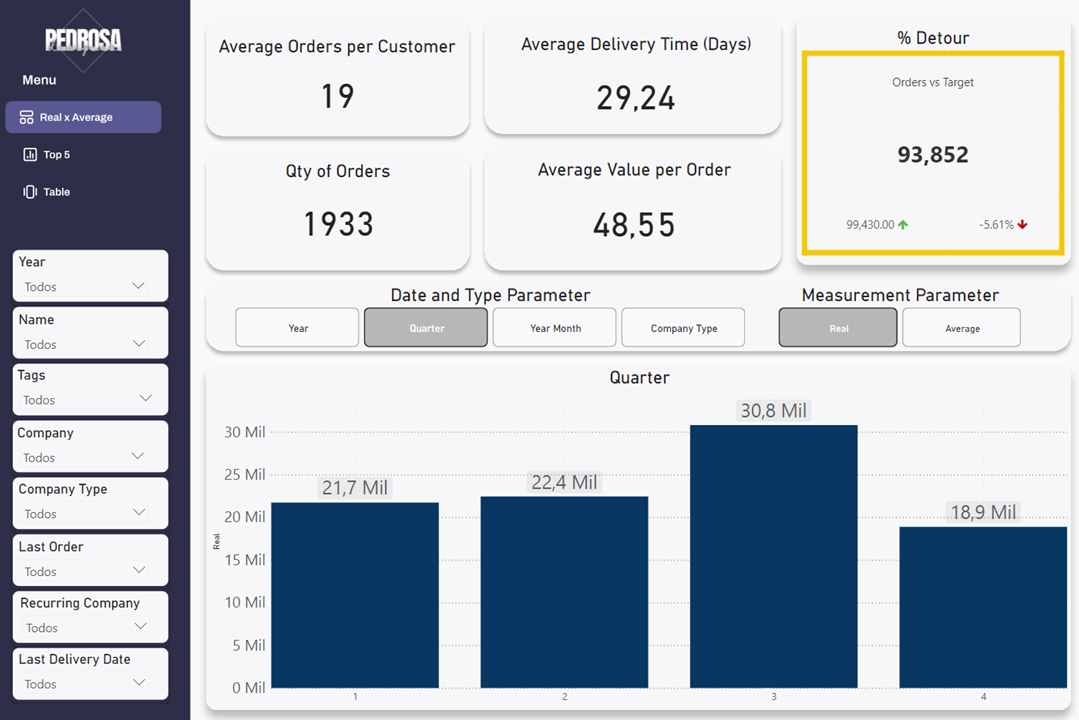 PEDROSA
Menu
Real x Average
Top 5
Table
Year
Todos
Name
Todos
Tags
Todos
Company
Todos
Company Type
Todos
Last Order
Todos
Recurring Company
Todos
Last Delivery Date
Todos
Average Orders per Customer
19
Average Delivery Time (Days)
29,24
Qty of Orders
1933
Average Value per Order
48,55
% Detour
Orders vs Target
93,852
99,430.00
-5.61%
Date and Type Parameter
Year
Quarter
Year Month
Company Type
Measurement Parameter
Real
Average
Quarter
Real
30 Mil
25 Mil
20 Mil
15 Mil
10 Mil
5 Mil
0 Mil
21,7 Mil
22,4 Mil
30,8 Mil
18,9 Mil
1
2
3
4